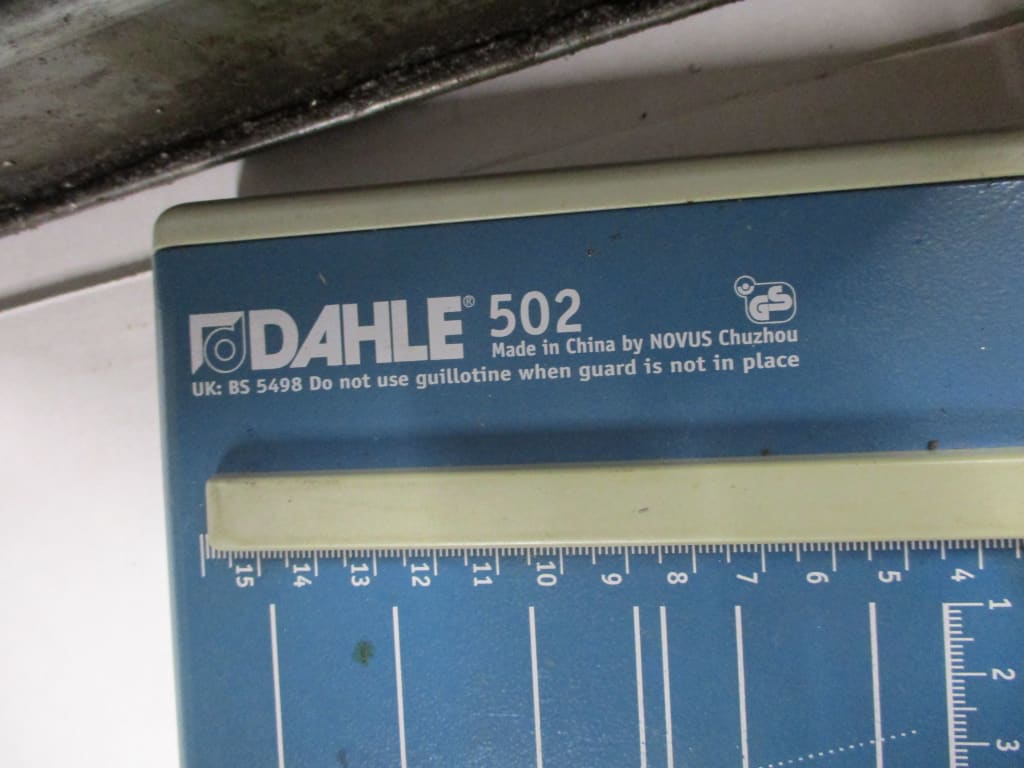 DAHLE® 502
GS
Made in China by NOVUS Chuzhou
UK: BS 5498 Do not use guillotine when guard is not in place
15 14 13 12 11 10 9 8 7 6 5 4
1
2
3